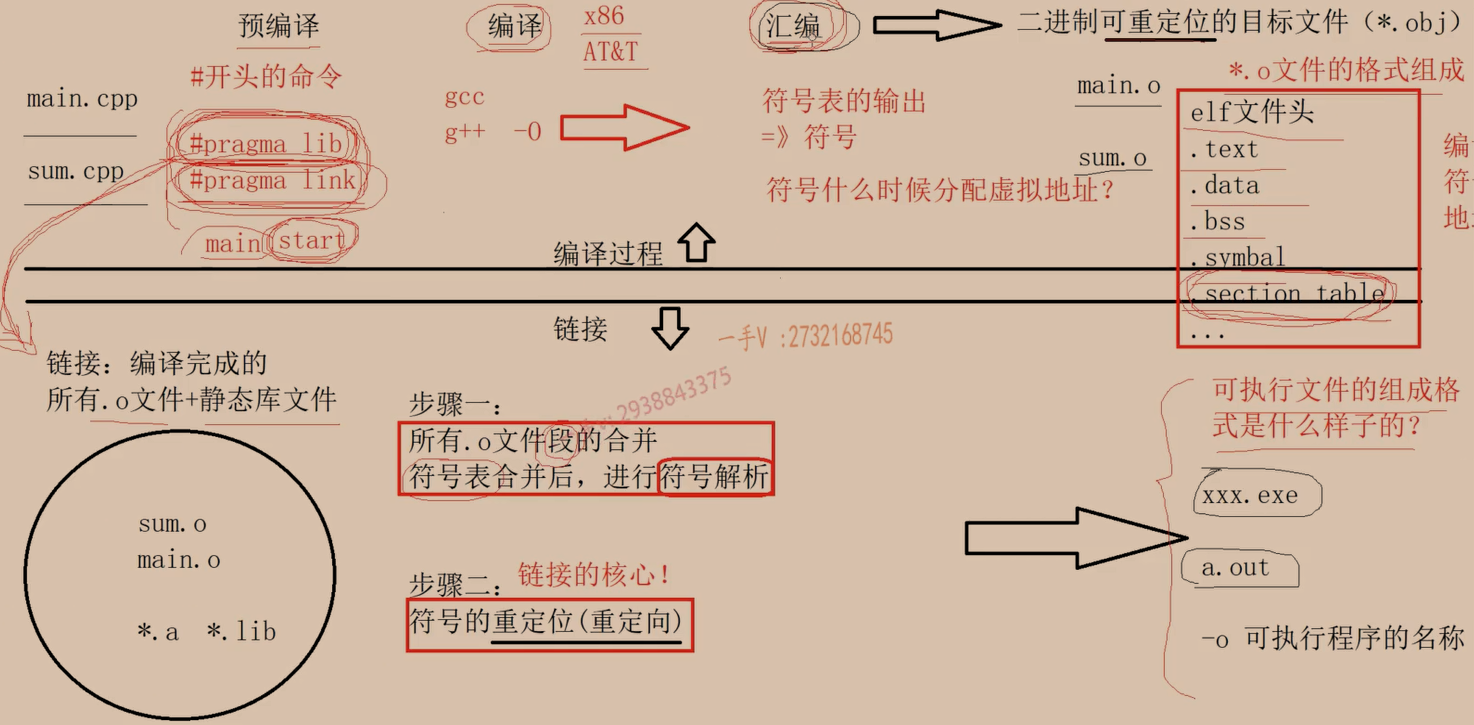 预编译
编译
x86
AT&T
汇编
二进制可重定位的目标文件（*.obj）
#开头的命令
main.cpp
#pragma lib
sum.cpp
#pragma link
main start
gcc
g++ -O
符号表的输出
=》符号
符号什么时候分配虚拟地址？
main.o
sum.o
*.o文件的格式组成
elf文件头
.text
.data
.bss
.symbal
.section table
...
符
编译过程
链接
一手V :2732168745
2938843375
链接：编译完成的
所有.o文件+静态库文件
sum.o
main.o
*.a *.lib
步骤一：
所有.o文件段的合并
符号表合并后，进行符号解析
步骤二：
链接的核心！
符号的重定位(重定向)
可执行文件的组成格
式是什么样子的？
xxx.exe
a.out
-o 可执行程序的名称